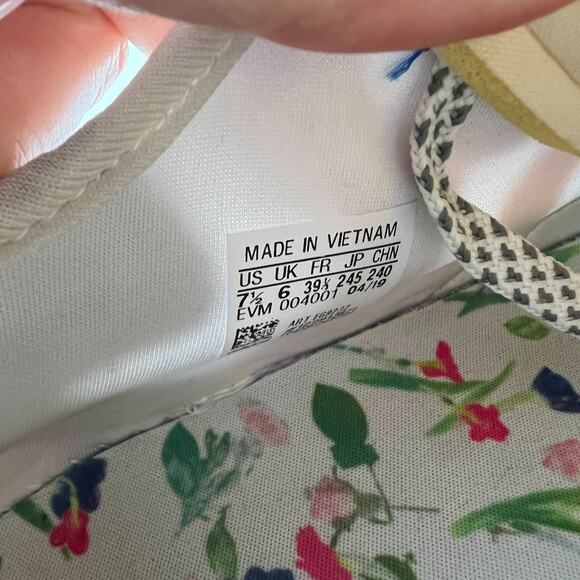 MADE IN VIETNAM
US UK FR JP CHN
7½ 6 39⅓ 245 240
EVM 004001 04/19
ART